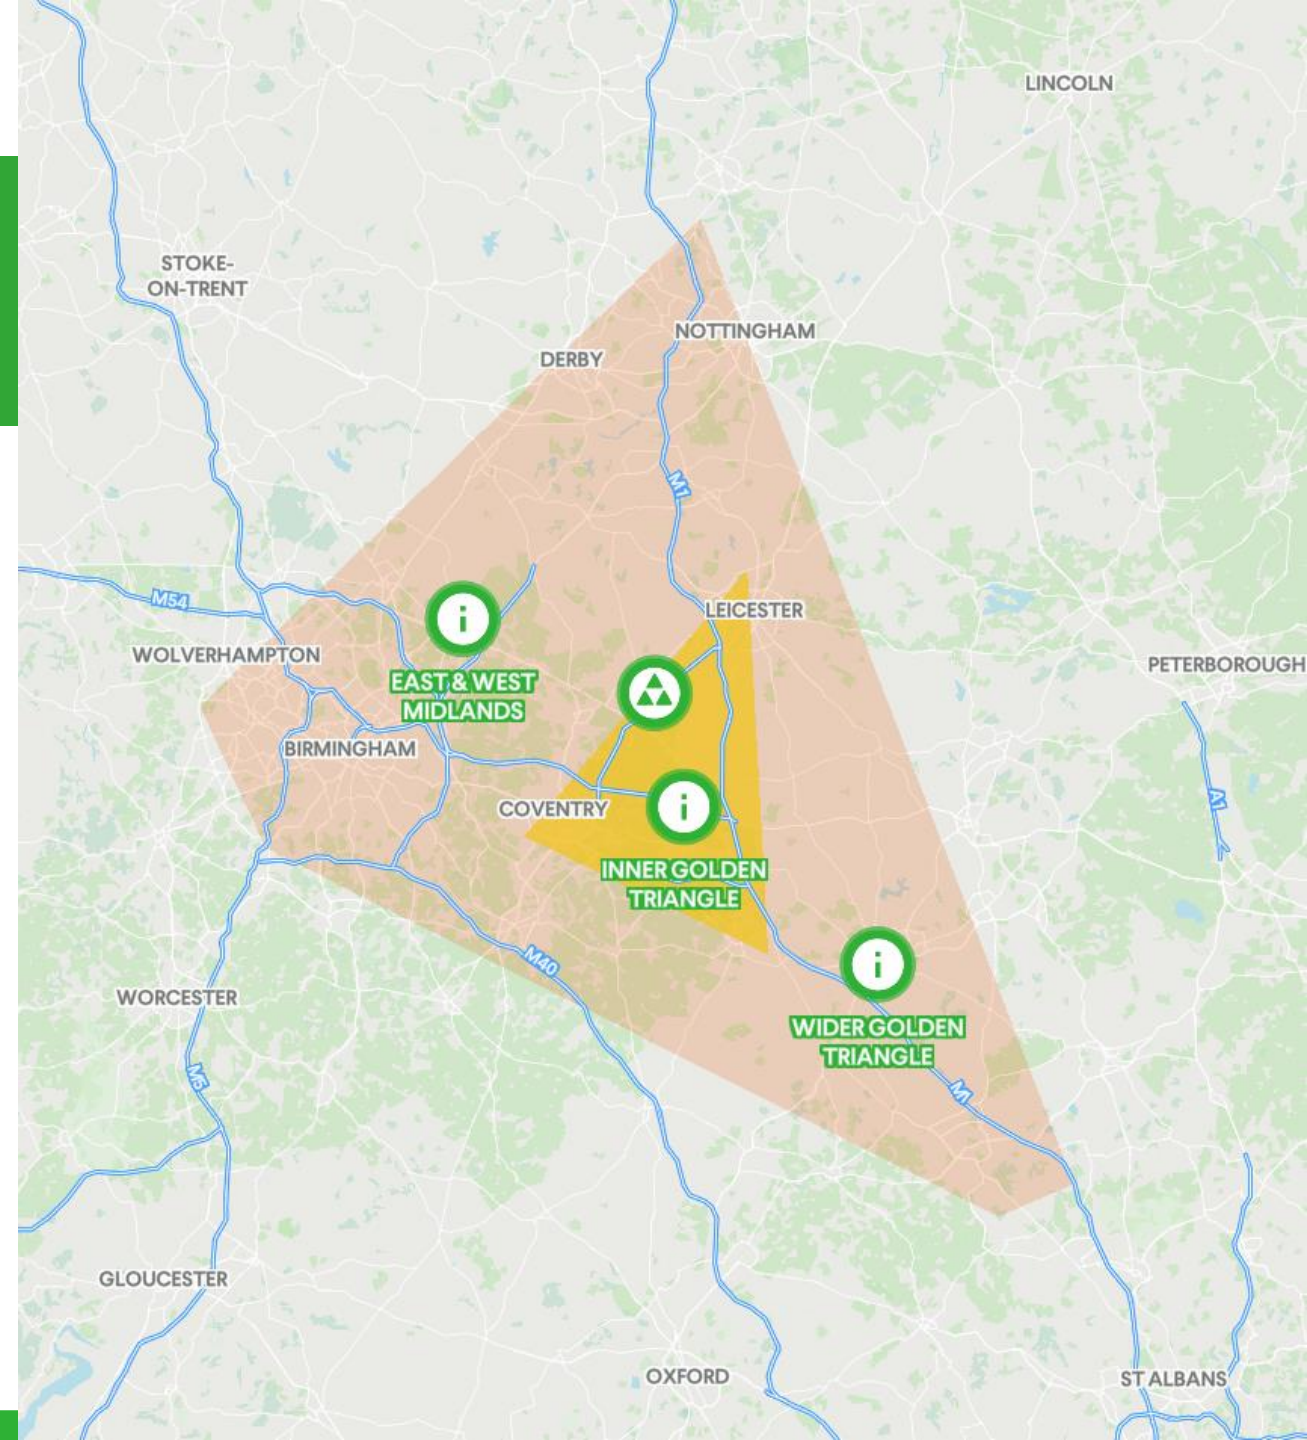 LINCOLN
STOKE-
ON-TRENT
NOTTINGHAM
DERBY
M1
M54
LEICESTER
WOLVERHAMPTON
PETERBOROUGH
EAST & WEST
MIDLANDS
BIRMINGHAM
COVENTRY
A1
INNER GOLDEN
TRIANGLE
M40
WORCESTER
WIDER GOLDEN
TRIANGLE
M5
M1
GLOUCESTER
OXFORD
ST ALBANS